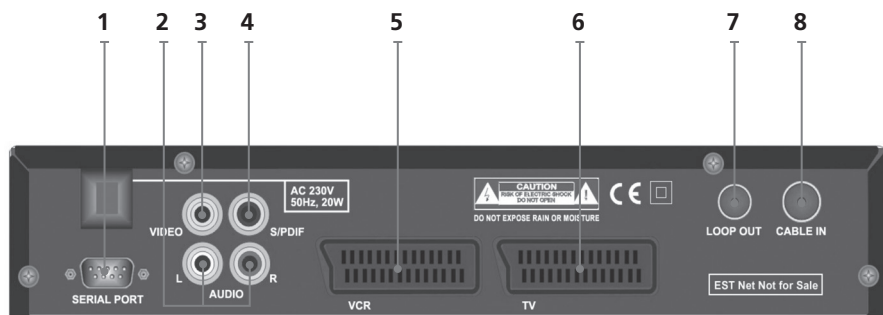 1 2 3 4 5 6 7 8
AC 230V
50Hz, 20W
CAUTION
RISK OF ELECTRIC SHOCK
DO NOT OPEN
DO NOT EXPOSE RAIN OR MOISTURE
CE
VIDEO
S/PDIF
LOOP OUT
CABLE IN
L
R
AUDIO
SERIAL PORT
VCR
TV
EST Net Not for Sale